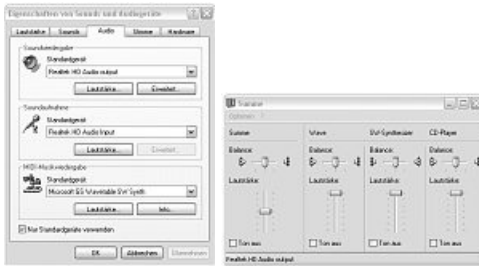 Eigenschaften von Sounds und Audiogeräte
Lautstärke Sounds Audio Stimme Hardware
Soundwiedergabe
Standardgerät:
Realtek HD Audio output
Lautstärke... Erweitert...
Soundaufnahme
Standardgerät:
Realtek HD Audio Input
Lautstärke... Erweitert...
MIDI-Musikwiedergabe
Standardgerät:
Microsoft GS Wavetable SW Synth
Lautstärke... Info...
Nur Standardgeräte verwenden
OK Abbrechen Übernehmen
Summe
Optionen ?
Summe Wave SW-Synthesizer CD-Player
Balance: Balance: Balance: Balance:
Lautstärke: Lautstärke: Lautstärke: Lautstärke:
Ton aus Ton aus Ton aus Ton aus
Realtek HD Audio output